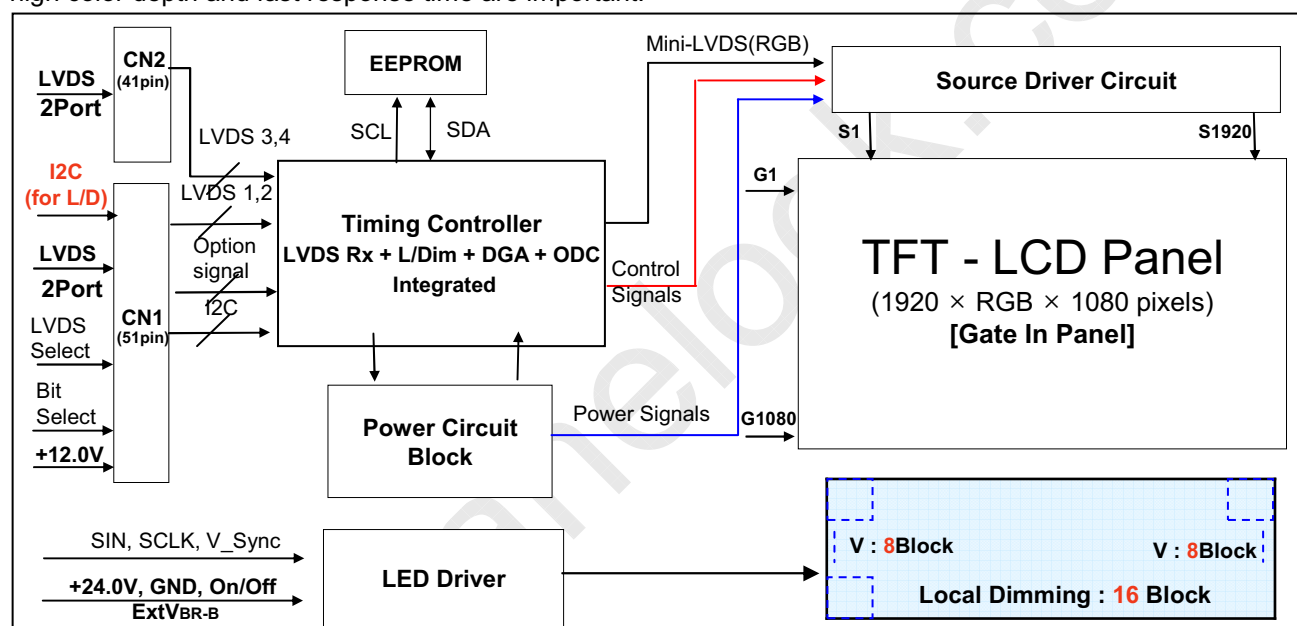 high color depth and fast response time are important.
CN2
(41pin)
LVDS
2Port
EEPROM
Mini-LVDS(RGB)
Source Driver Circuit
SCL
SDA
S1
S1920
LVDS 3,4
I2C
(for L/D)
LVDS 1,2
G1
Timing Controller
LVDS Rx + L/Dim + DGA + ODC
Integrated
TFT - LCD Panel
(1920 × RGB × 1080 pixels)
[Gate In Panel]
Option
signal
I2C
Control
Signals
LVDS
2Port
CN1
(51pin)
LVDS
Select
Bit
Select
+12.0V
Power Circuit
Block
Power Signals
G1080
SIN, SCLK, V_Sync
+24.0V, GND, On/Off
ExtVBR-B
LED Driver
V : 8Block
V : 8Block
Local Dimming : 16 Block